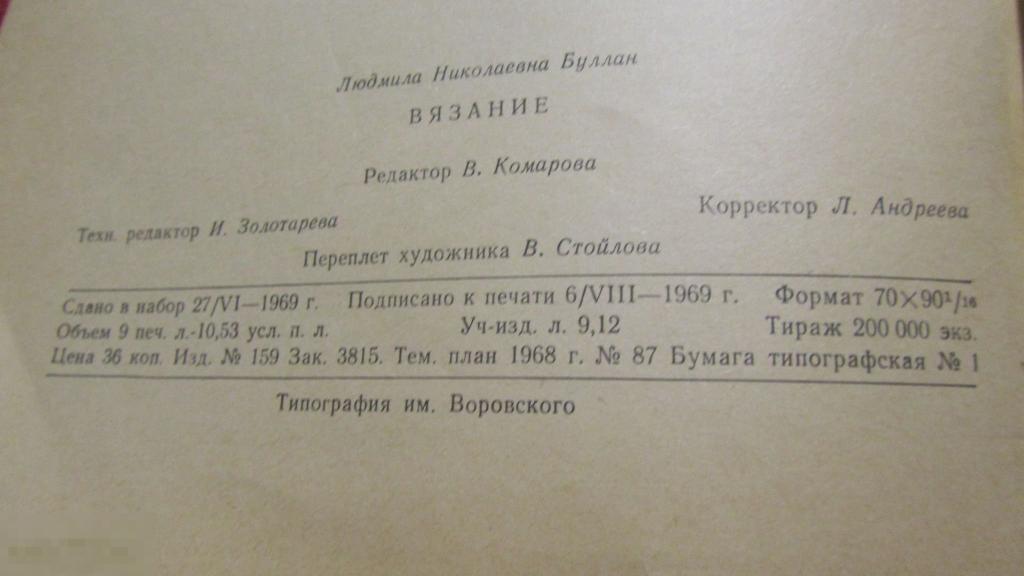 Людмила Николаевна Буллан
ВЯЗАНИЕ
Редактор В. Комарова
Корректор Л. Андреева
Техн. редактор И. Золотарева
Переплет художника В. Стойлова
Сдано в набор 27/VI—1969 г. Подписано к печати 6/VIII—1969 г. Формат 70×90¹/₁₆
Объем 9 печ. л.-10,53 усл. п. л. Уч-изд. л. 9,12 Тираж 200 000 экз.
Цена 36 коп. Изд. № 159 Зак. 3815. Тем. план 1968 г. № 87 Бумага типографская № 1
Типография им. Воровского